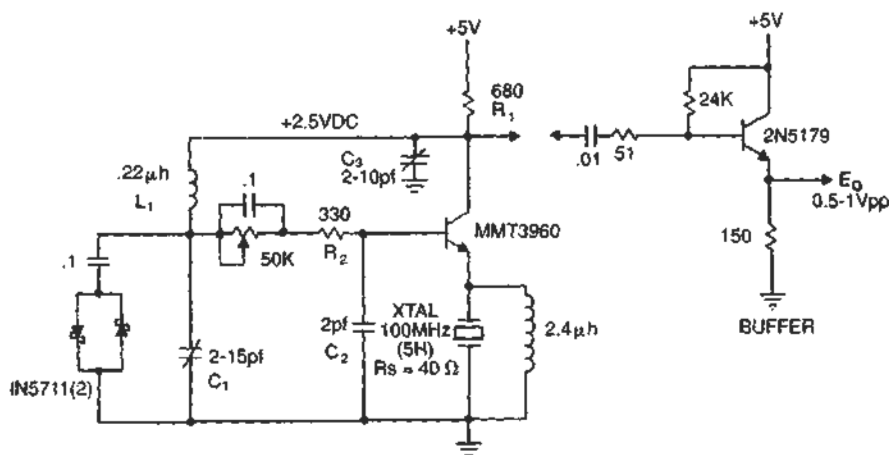 +5V
680
R₁
+2.5VDC
C₃
2-10pf
.22μh
L₁
.1
330
R₂
50K
MMT3960
.1
2-15pf
C₁
2pf
C₂
XTAL
100MHz
(5H)
Rs = 40 Ω
2.4μh
IN5711(2)
+5V
24K
2N5179
.01
51
E₀
0.5-1Vpp
150
BUFFER